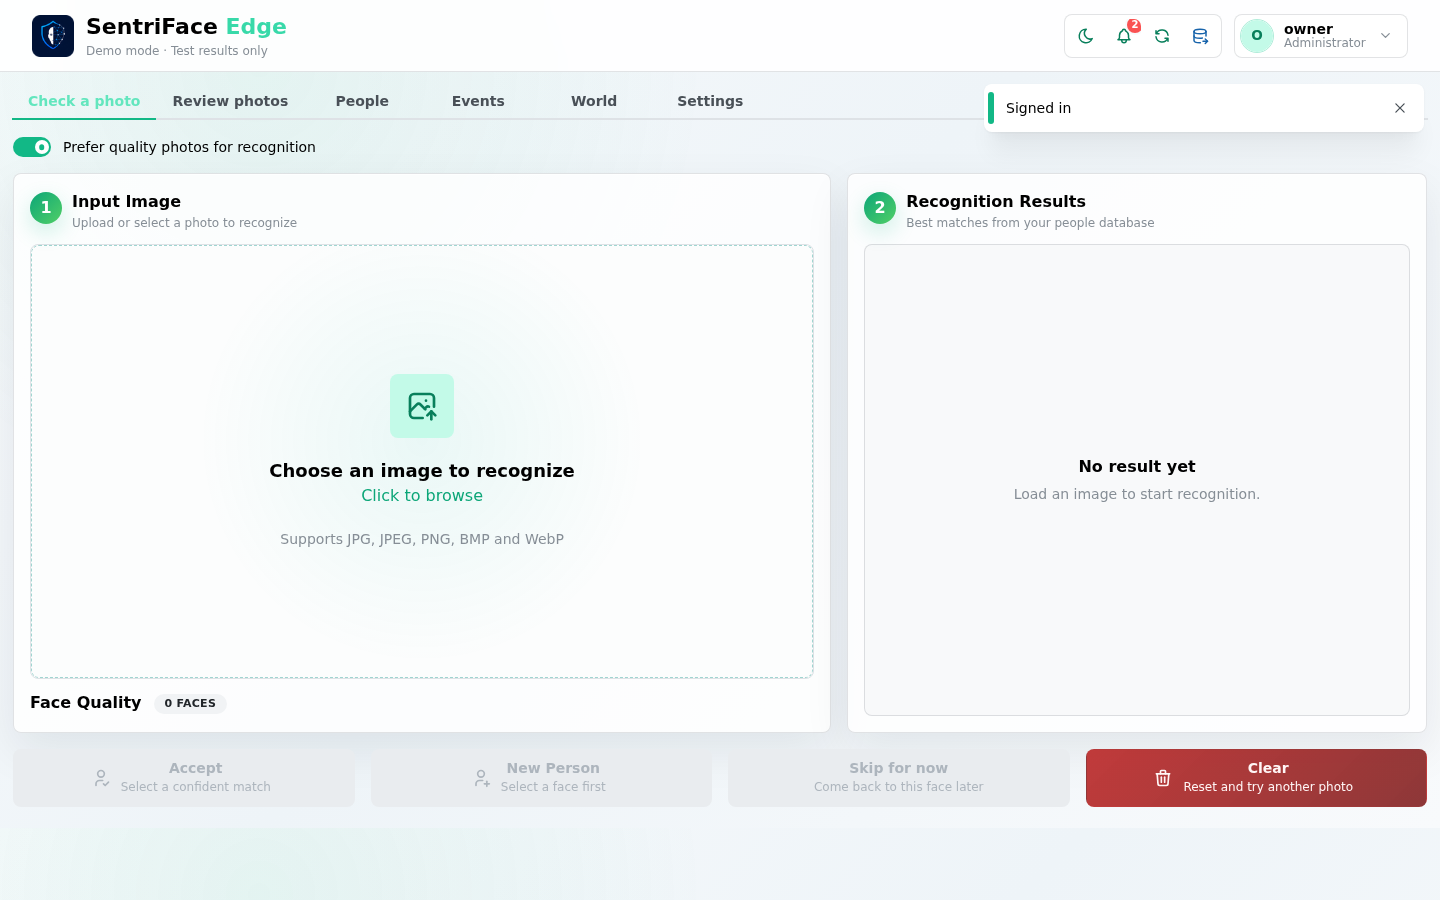 SentriFace Edge
Demo mode · Test results only
2
O
owner
Administrator
Check a photo
Review photos
People
Events
World
Settings
Signed in
Prefer quality photos for recognition
1
Input Image
Upload or select a photo to recognize
Choose an image to recognize
Click to browse
Supports JPG, JPEG, PNG, BMP and WebP
Face Quality
0 FACES
2
Recognition Results
Best matches from your people database
No result yet
Load an image to start recognition.
Accept
Select a confident match
New Person
Select a face first
Skip for now
Come back to this face later
Clear
Reset and try another photo